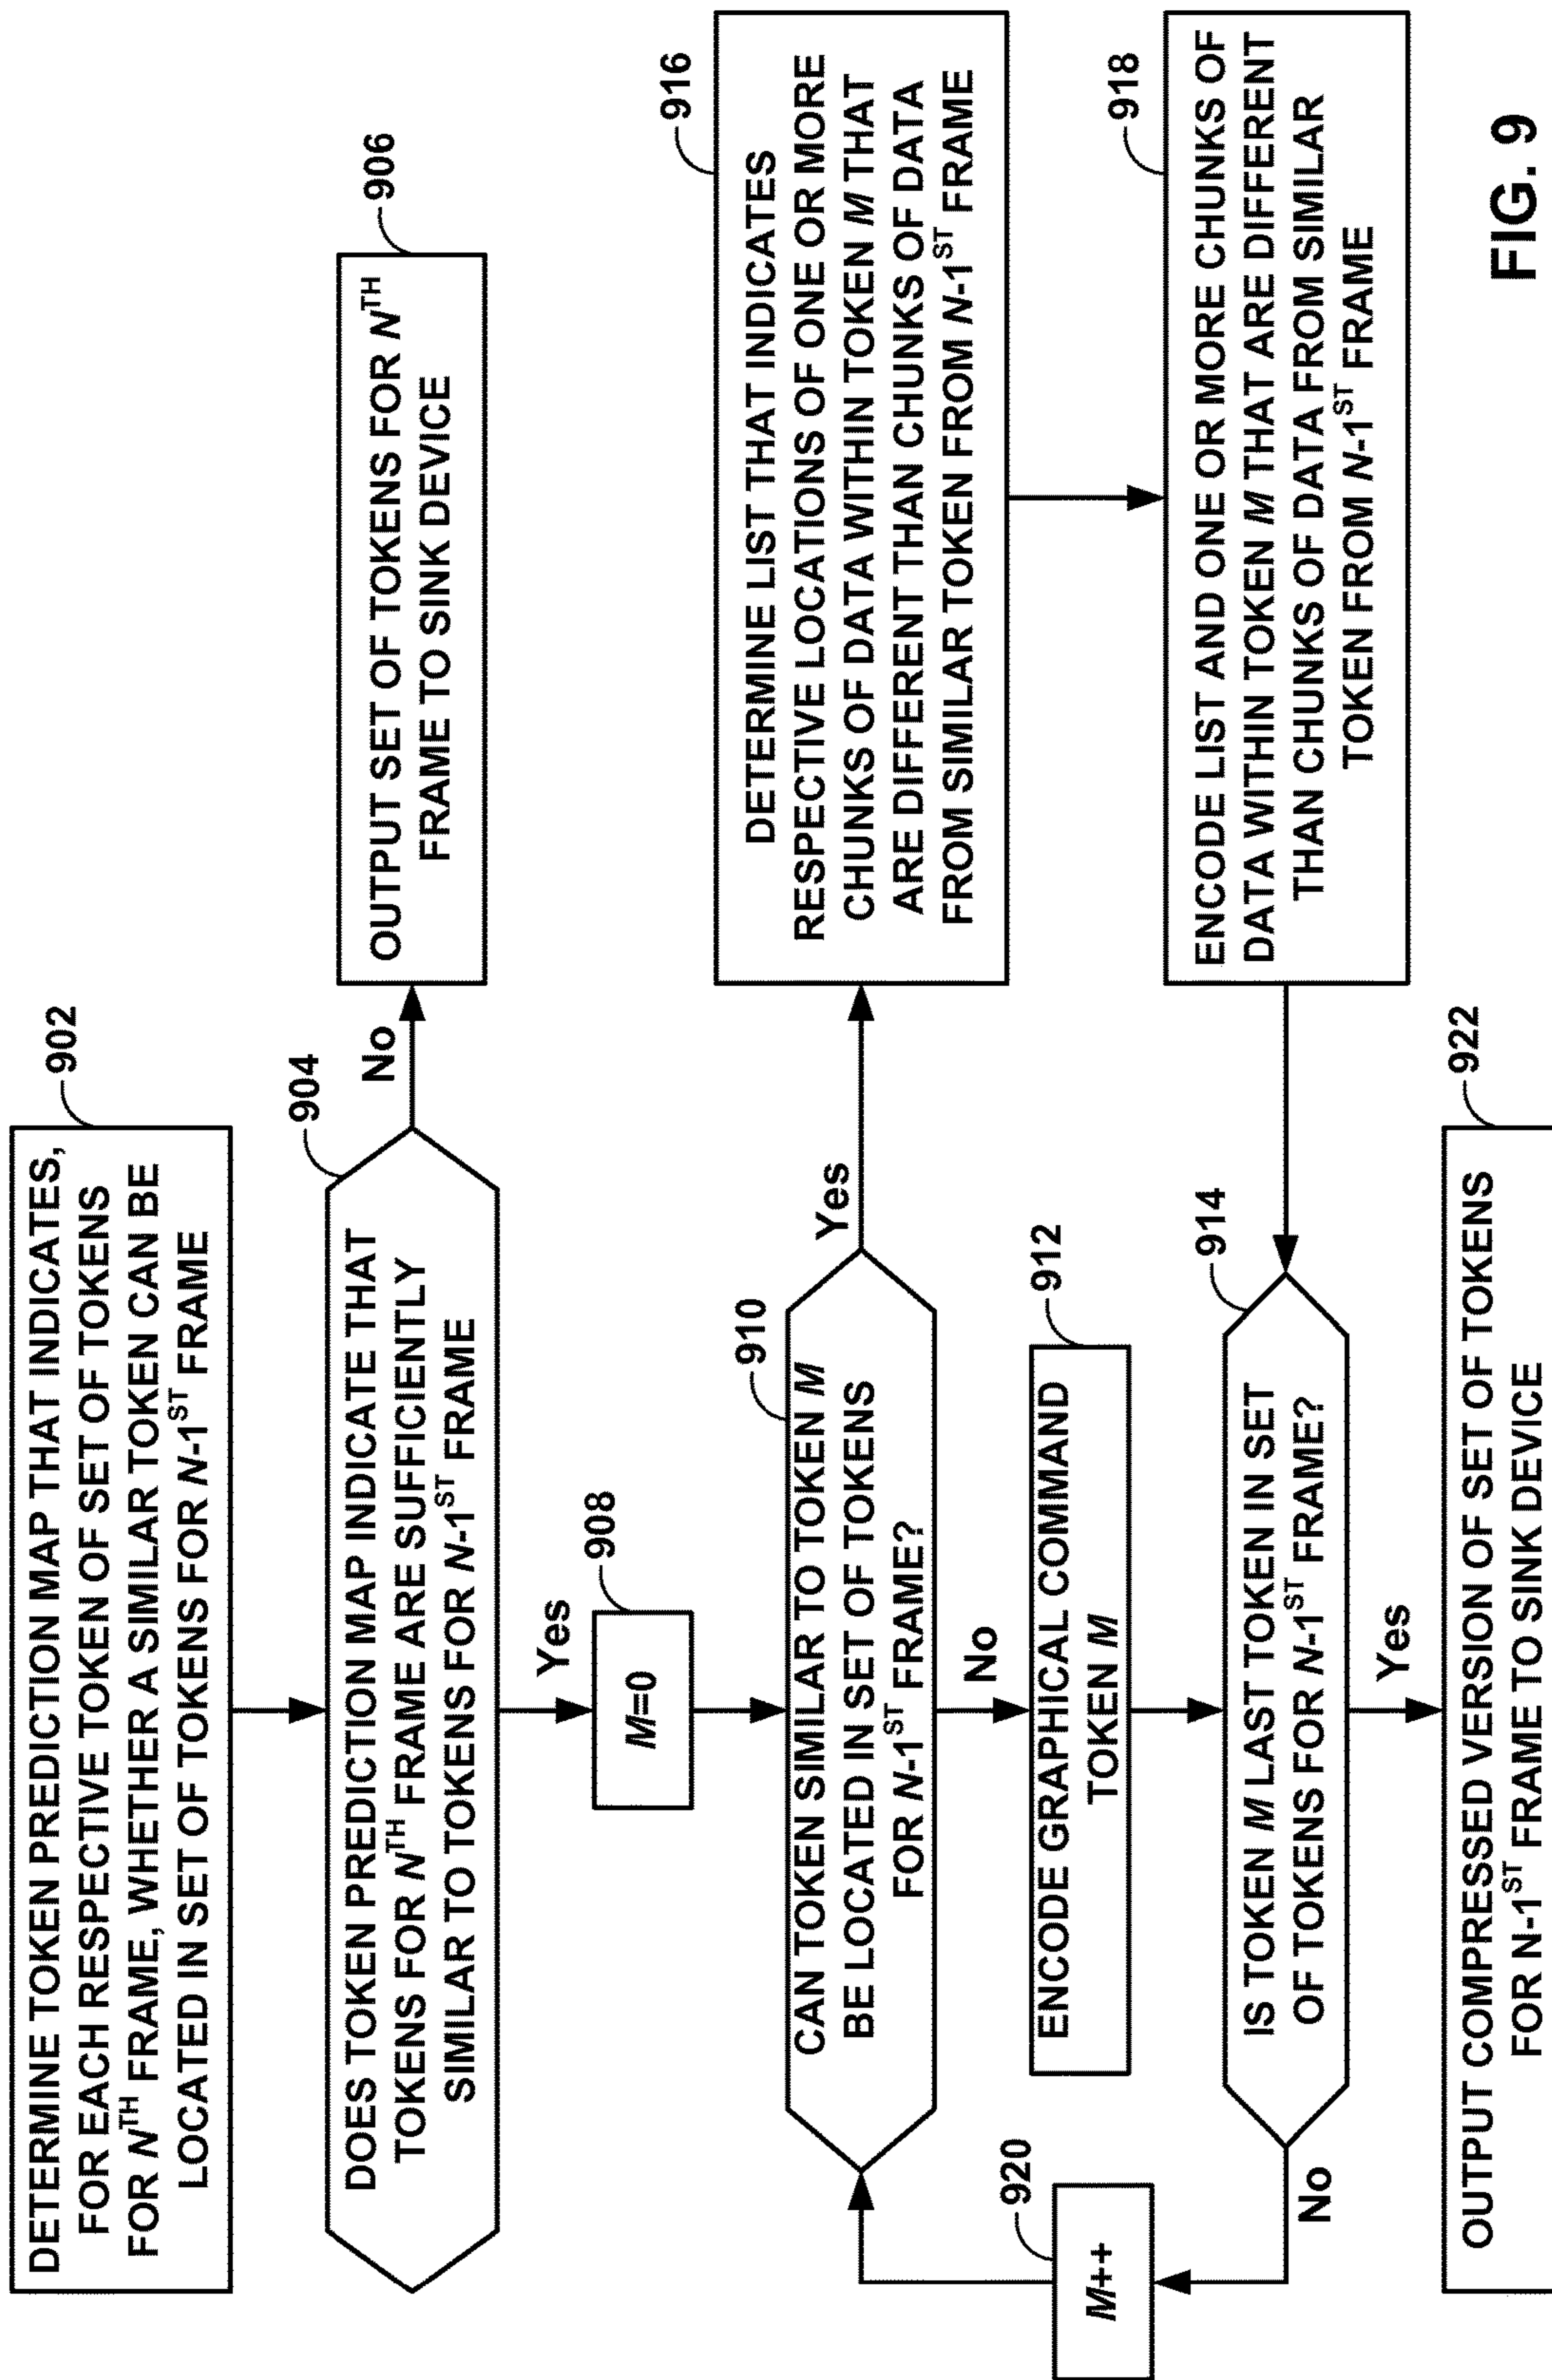 902
DETERMINE TOKEN PREDICTION MAP THAT INDICATES,
FOR EACH RESPECTIVE TOKEN OF SET OF TOKENS
FOR Nᵀᴴ FRAME, WHETHER A SIMILAR TOKEN CAN BE
LOCATED IN SET OF TOKENS FOR N-1ˢᵀ FRAME
904
DOES TOKEN PREDICTION MAP INDICATE THAT
TOKENS FOR Nᵀᴴ FRAME ARE SUFFICIENTLY
SIMILAR TO TOKENS FOR N-1ˢᵀ FRAME
No
906
OUTPUT SET OF TOKENS FOR Nᵀᴴ
FRAME TO SINK DEVICE
Yes
908
M=0
910
CAN TOKEN SIMILAR TO TOKEN M
BE LOCATED IN SET OF TOKENS
FOR N-1ˢᵀ FRAME?
Yes
916
DETERMINE LIST THAT INDICATES
RESPECTIVE LOCATIONS OF ONE OR MORE
CHUNKS OF DATA WITHIN TOKEN M THAT
ARE DIFFERENT THAN CHUNKS OF DATA
FROM SIMILAR TOKEN FROM N-1ˢᵀ FRAME
No
912
ENCODE GRAPHICAL COMMAND
TOKEN M
918
ENCODE LIST AND ONE OR MORE CHUNKS OF
DATA WITHIN TOKEN M THAT ARE DIFFERENT
THAN CHUNKS OF DATA FROM SIMILAR
TOKEN FROM N-1ˢᵀ FRAME
914
IS TOKEN M LAST TOKEN IN SET
OF TOKENS FOR N-1ˢᵀ FRAME?
No
920
M++
Yes
922
OUTPUT COMPRESSED VERSION OF SET OF TOKENS
FOR N-1ˢᵀ FRAME TO SINK DEVICE
FIG. 9